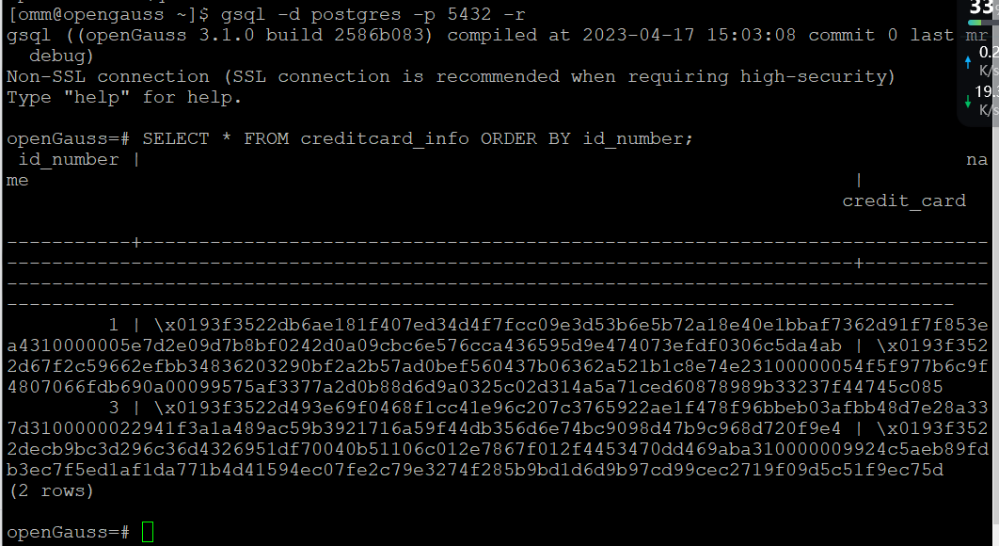 [omm@opengauss ~]$ gsql -d postgres -p 5432 -r
gsql ((openGauss 3.1.0 build 2586b083) compiled at 2023-04-17 15:03:08 commit 0 last mr
  debug)
Non-SSL connection (SSL connection is recommended when requiring high-security)
Type "help" for help.
openGauss=# SELECT * FROM creditcard_info ORDER BY id_number;
 id_number |                                                                         na
me                                                                         |
                                                                          credit_card
-----------+---------------------------------------------------------------------------
---------------------------------------------------------------------------+-----------
---------------------------------------------------------------------------------------
------------------------------------------------------------------------------------
         1 | \x0193f3522db6ae181f407ed34d4f7fcc09e3d53b6e5b72a18e40e1bbaf7362d91f7f853e
a4310000005e7d2e09d7b8bf0242d0a09cbc6e576cca436595d9e474073efdf0306c5da4ab | \x0193f352
2d67f2c59662efbb34836203290bf2a2b57ad0bef560437b06362a521b1c8e74e23100000054f5f977b6c9f
4807066fdb690a00099575af3377a2d0b88d6d9a0325c02d314a5a71ced60878989b33237f44745c085
         3 | \x0193f3522d493e69f0468f1cc41e96c207c3765922ae1f478f96bbeb03afbb48d7e28a33
7d3100000022941f3a1a489ac59b3921716a59f44db356d6e74bc9098d47b9c968d720f9e4 | \x0193f352
2decb9bc3d296c36d4326951df70040b51106c012e7867f012f4453470dd469aba310000009924c5aeb89fd
b3ec7f5ed1af1da771b4d41594ec07fe2c79e3274f285b9bd1d6d9b97cd99cec2719f09d5c51f9ec75d
(2 rows)
openGauss=#
33
0.2
K/s
19.3
K/s